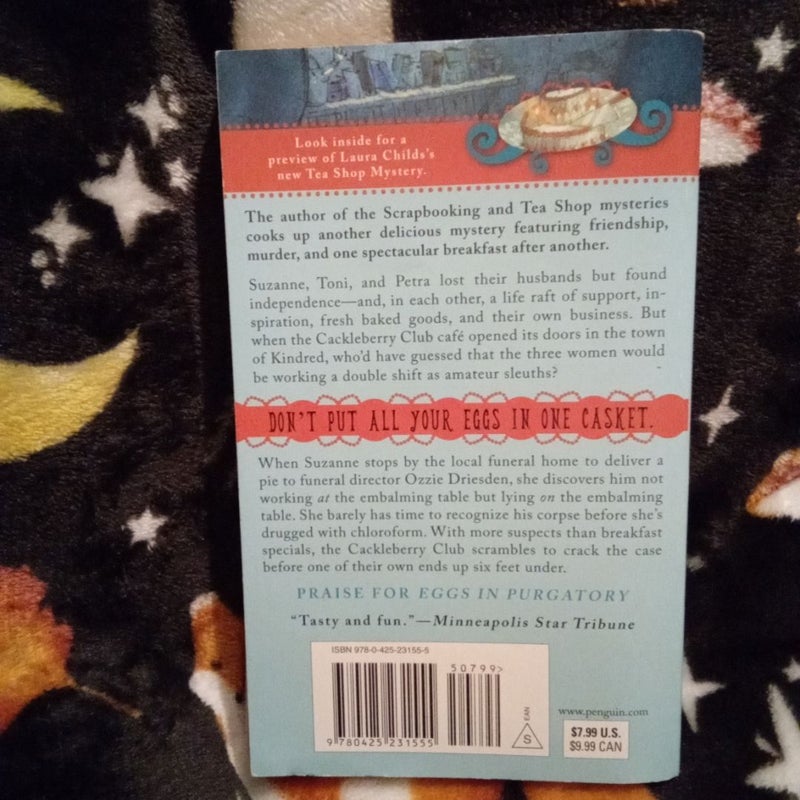 Look inside for a
preview of Laura Childs's
new Tea Shop Mystery.
The author of the Scrapbooking and Tea Shop mysteries
cooks up another delicious mystery featuring friendship,
murder, and one spectacular breakfast after another.
Suzanne, Toni, and Petra lost their husbands but found
independence—and, in each other, a life raft of support, in-
spiration, fresh baked goods, and their own business. But
when the Cackleberry Club café opened its doors in the town
of Kindred, who'd have guessed that the three women would
be working a double shift as amateur sleuths?
DON'T PUT ALL YOUR EGGS IN ONE CASKET.
When Suzanne stops by the local funeral home to deliver a
pie to funeral director Ozzie Driesden, she discovers him not
working at the embalming table but lying on the embalming
table. She barely has time to recognize his corpse before she's
drugged with chloroform. With more suspects than breakfast
specials, the Cackleberry Club scrambles to crack the case
before one of their own ends up six feet under.
PRAISE FOR EGGS IN PURGATORY
"Tasty and fun."—Minneapolis Star Tribune
ISBN 978-0-425-23155-5
50799>
9 780425 231555
EAN
S
www.penguin.com
$7.99 U.S.
$9.99 CAN